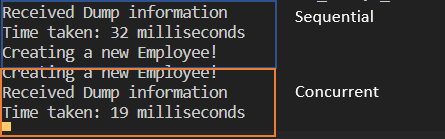 Received Dump information
Sequential
Time taken: 32 milliseconds
Creating a new Employee!
Creating a new Employee!
Received Dump information
Concurrent
Time taken: 19 milliseconds